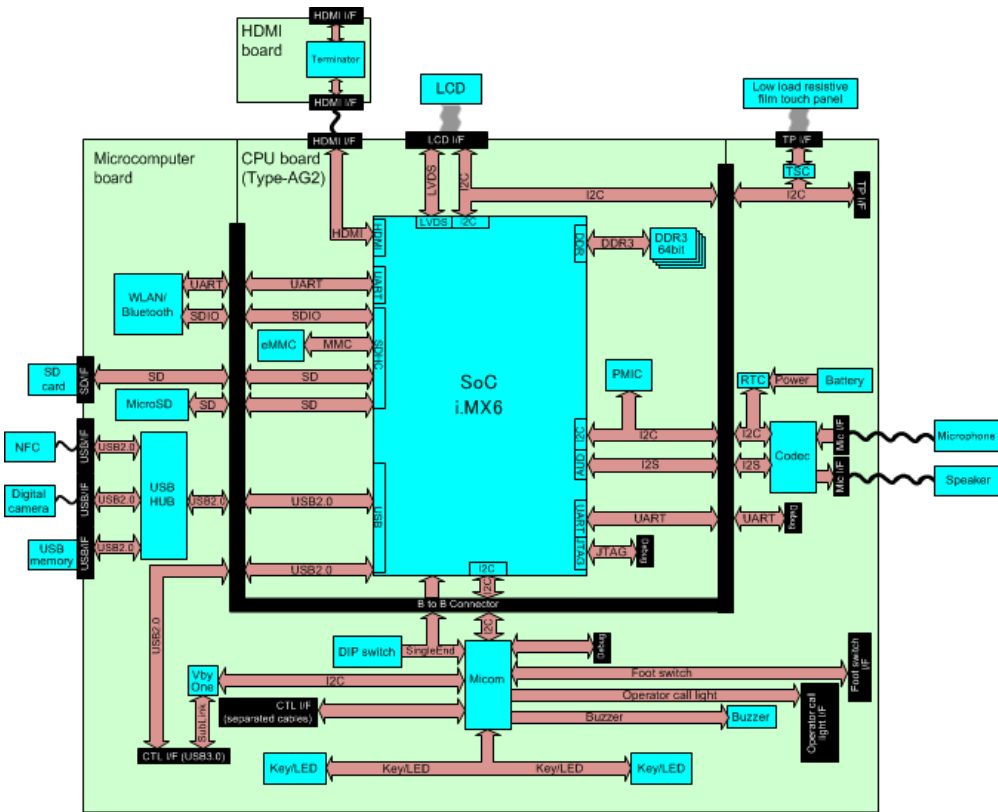 HDMI I/F
HDMI
board
Terminator
HDMI I/F
HDMI I/F
LCD
LCD I/F
Low load resistive
film touch panel
TP I/F
TSC
I2C
TP I/F
Microcomputer
board
CPU board
(Type-AG2)
LVDS
I2C
I2C
HDMI
HDMI
LVDS
I2C
DDR
DDR3
DDR3
64bit
WLAN/
Bluetooth
UART
UART
UART
SDIO
SDIO
SDHC
eMMC
MMC
SD
card
SD/IF
SD
SD
MicroSD
SD
SD
SoC
i.MX6
PMIC
RTC
Power
Battery
I2C
I2C
I2C
Codec
Mic I/F
Microphone
AUD
I2S
I2S
Mic I/F
Speaker
NFC
USB/IF
USB2.0
USB
HUB
Digital
camera
USB/IF
USB2.0
USB2.0
USB2.0
USB
USB
memory
USB/IF
USB2.0
UART
UART
UART
Debug
JTAG
JTAG
Debug
USB2.0
I2C
I2C
B to B Connector
I2C
USB2.0
DIP switch
SingleEnd
Micom
Debug
Foot switch
Foot switch
I/F
Vby
One
I2C
Operator call light
Operator call
light I/F
SubLink
CTL I/F
(separated cables)
Buzzer
Buzzer
CTL I/F (USB3.0)
Key/LED
Key/LED
Key/LED
Key/LED